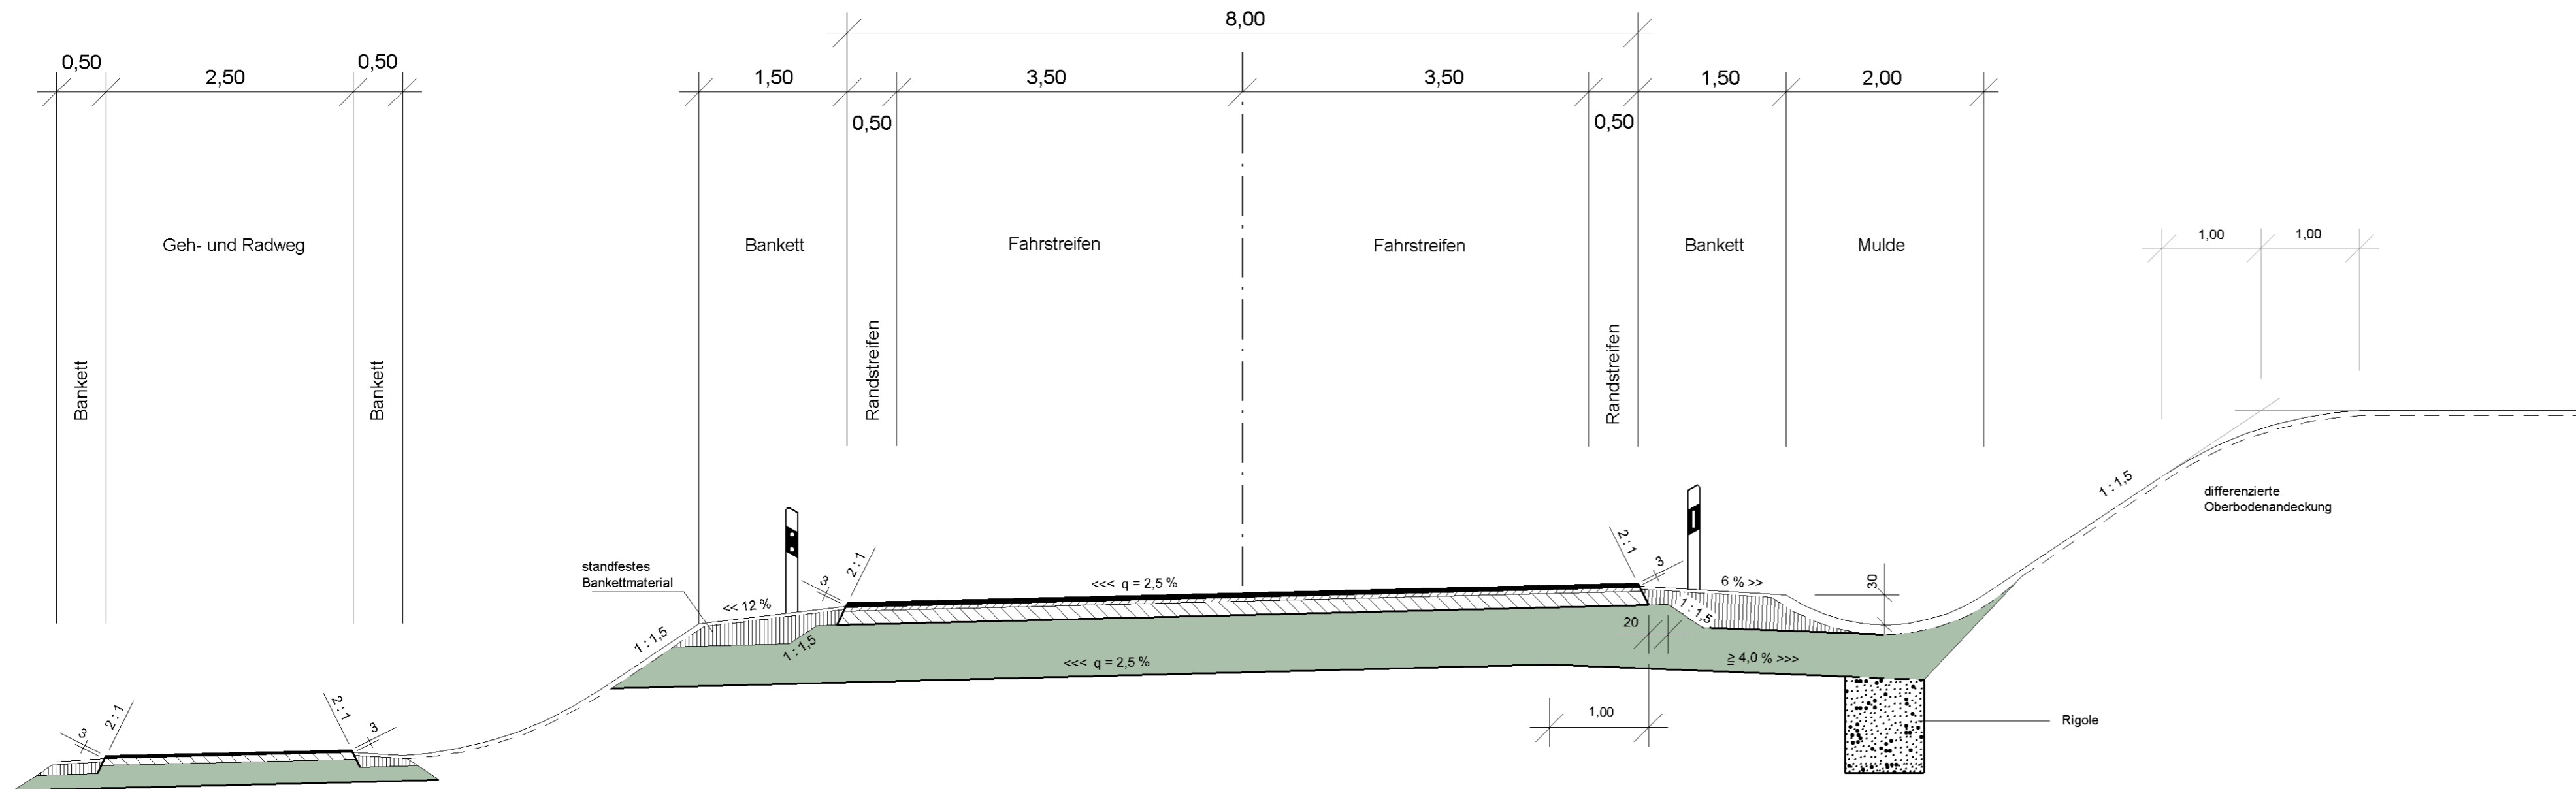 8,00
0,50
2,50
0,50
1,50
3,50
3,50
1,50
2,00
0,50
0,50
Geh- und Radweg
Bankett
Fahrstreifen
Fahrstreifen
Bankett
Mulde
1,00
1,00
Bankett
Bankett
Randstreifen
Randstreifen
1 : 1,5
differenzierte
Oberbodenandeckung
standfestes
Bankettmaterial
<< 12 %
3
2 : 1
<<< q = 2,5 %
2 : 1
3
6 % >>
30
1 : 1,5
1 : 1,5
1 : 1,5
20
<<< q = 2,5 %
≥ 4,0 % >>>
1,00
Rigole
3
2 : 1
2 : 1
3